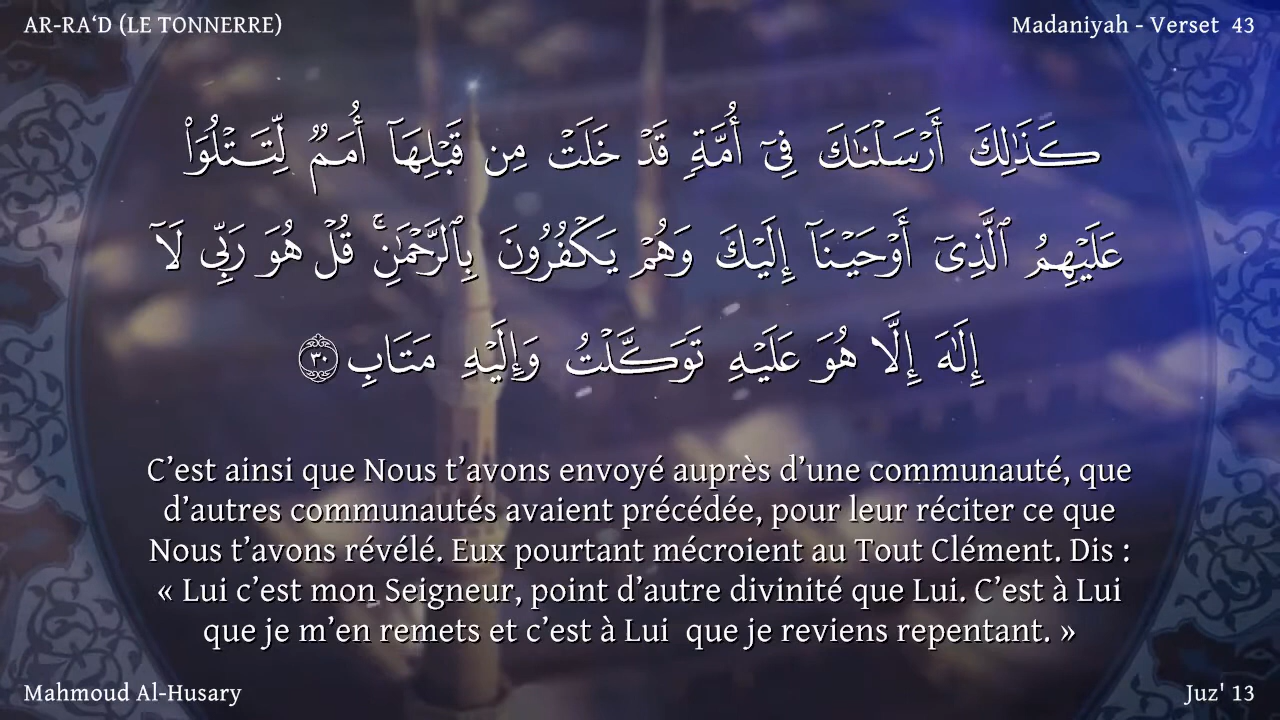 AR-RA‘D (LE TONNERRE)
Madaniyah - Verset 43
كَذَٰلِكَ أَرْسَلْنَٰكَ فِىٓ أُمَّةٍ قَدْ خَلَتْ مِن قَبْلِهَآ أُمَمٌ لِّتَتْلُوَا۟
عَلَيْهِمُ ٱلَّذِىٓ أَوْحَيْنَآ إِلَيْكَ وَهُمْ يَكْفُرُونَ بِٱلرَّحْمَٰنِ ۚ قُلْ هُوَ رَبِّى لَآ
إِلَٰهَ إِلَّا هُوَ عَلَيْهِ تَوَكَّلْتُ وَإِلَيْهِ مَتَابِ ٣٠
C’est ainsi que Nous t’avons envoyé auprès d’une communauté, que
d’autres communautés avaient précédée, pour leur réciter ce que
Nous t’avons révélé. Eux pourtant mécroient au Tout Clément. Dis :
« Lui c’est mon Seigneur, point d’autre divinité que Lui. C’est à Lui
que je m’en remets et c’est à Lui que je reviens repentant. »
Mahmoud Al-Husary
Juz' 13